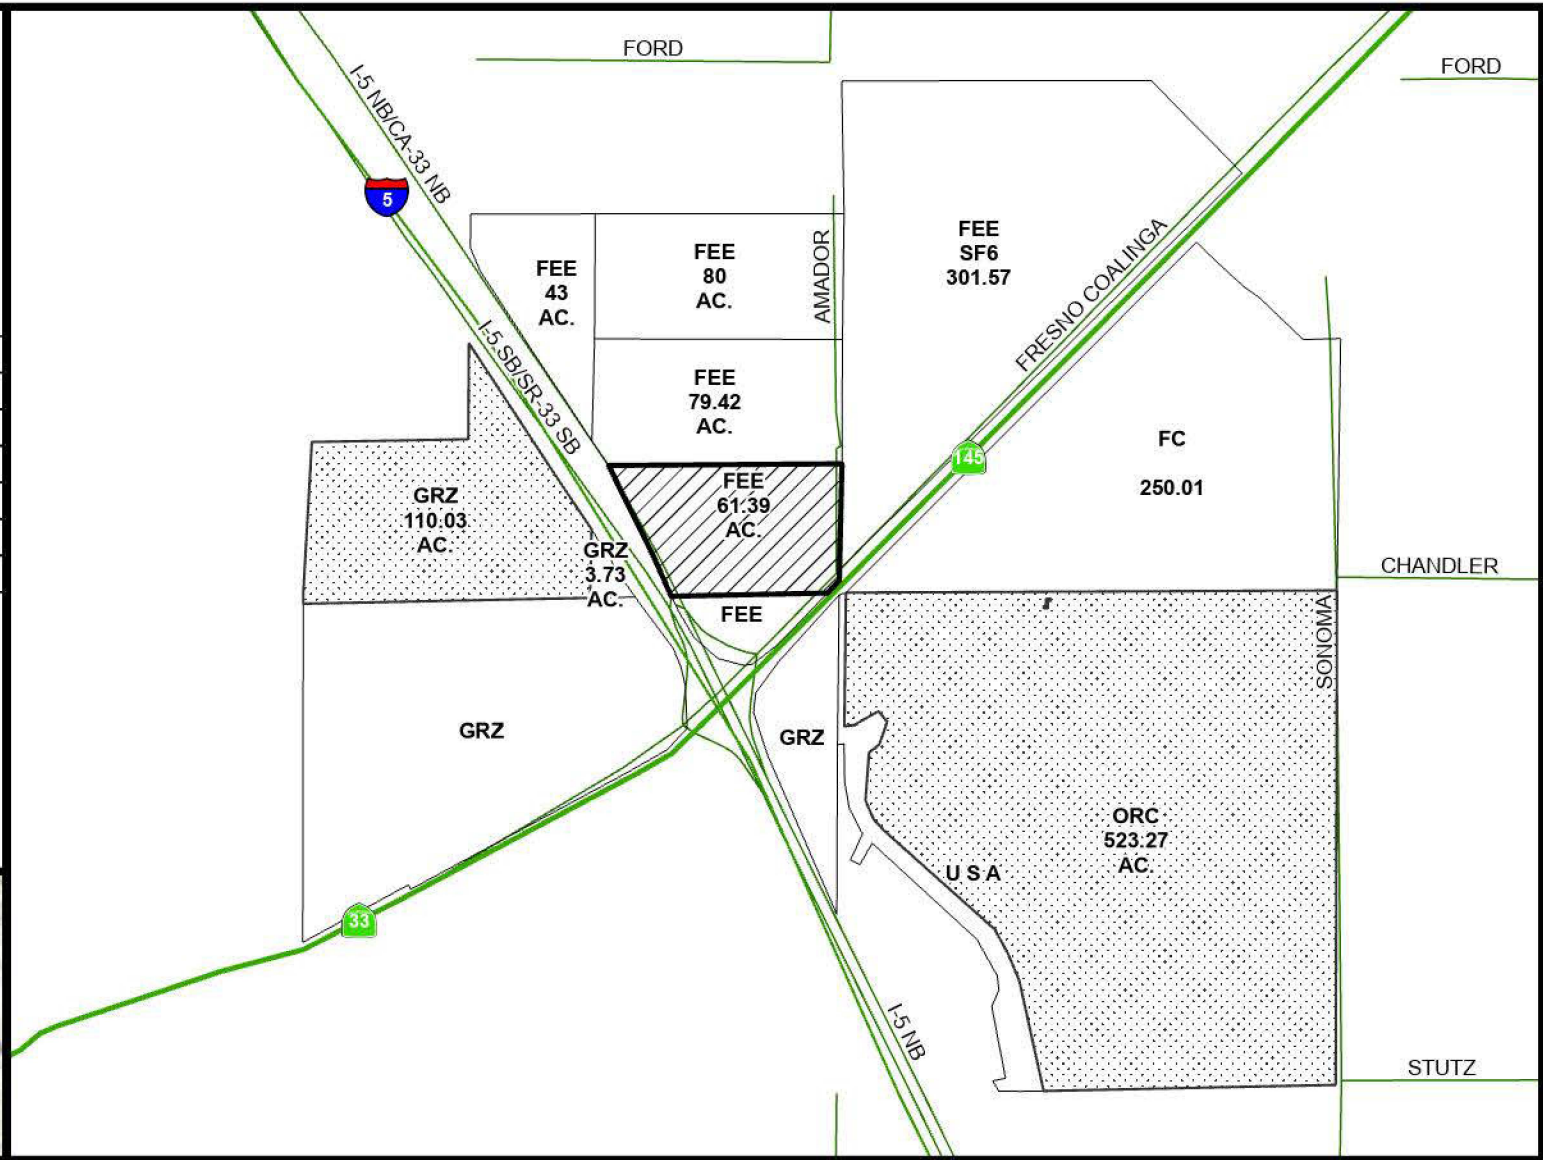 FORD
FORD
I-5 NB/CA-33 NB
5
FEE
43
AC.
FEE
80
AC.
AMADOR
FEE
SF6
301.57
FRESNO COALINGA
I-5 SB/SR-33 SB
FEE
79.42
AC.
145
FC
250.01
GRZ
110.03
AC.
FEE
61.39
AC.
GRZ
3.73
AC.
FEE
CHANDLER
SONOMA
GRZ
GRZ
ORC
523.27
AC.
U S A
33
I-5 NB
STUTZ